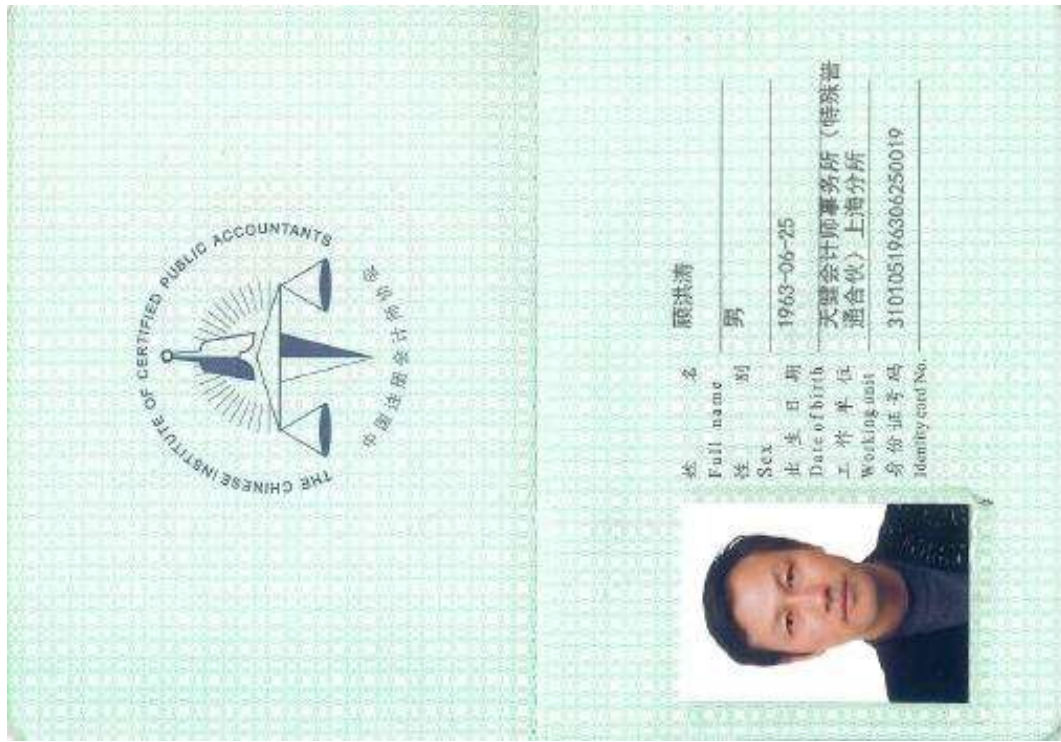 THE CHINESE INSTITUTE OF CERTIFIED PUBLIC ACCOUNTANTS
中国注册会计师协会
姓 名 顾洪涛
Full name
性 别 男
Sex
出 生 日 期 1963-06-25
Date of birth
工 作 单 位 天健会计师事务所（特殊普
Working unit 通合伙）上海分所
身份证号码 310105196306250019
Identity card No.